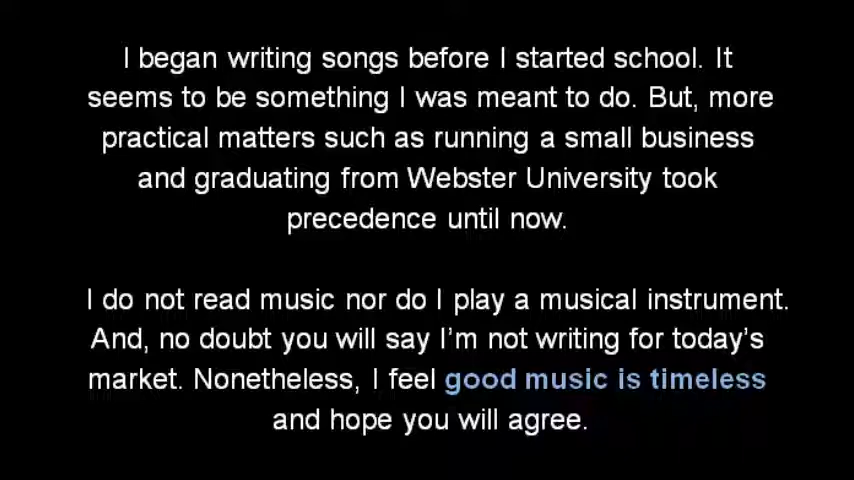 I began writing songs before I started school. It
seems to be something I was meant to do. But, more
practical matters such as running a small business
and graduating from Webster University took
precedence until now.
I do not read music nor do I play a musical instrument.
And, no doubt you will say I’m not writing for today’s
market. Nonetheless, I feel good music is timeless
and hope you will agree.